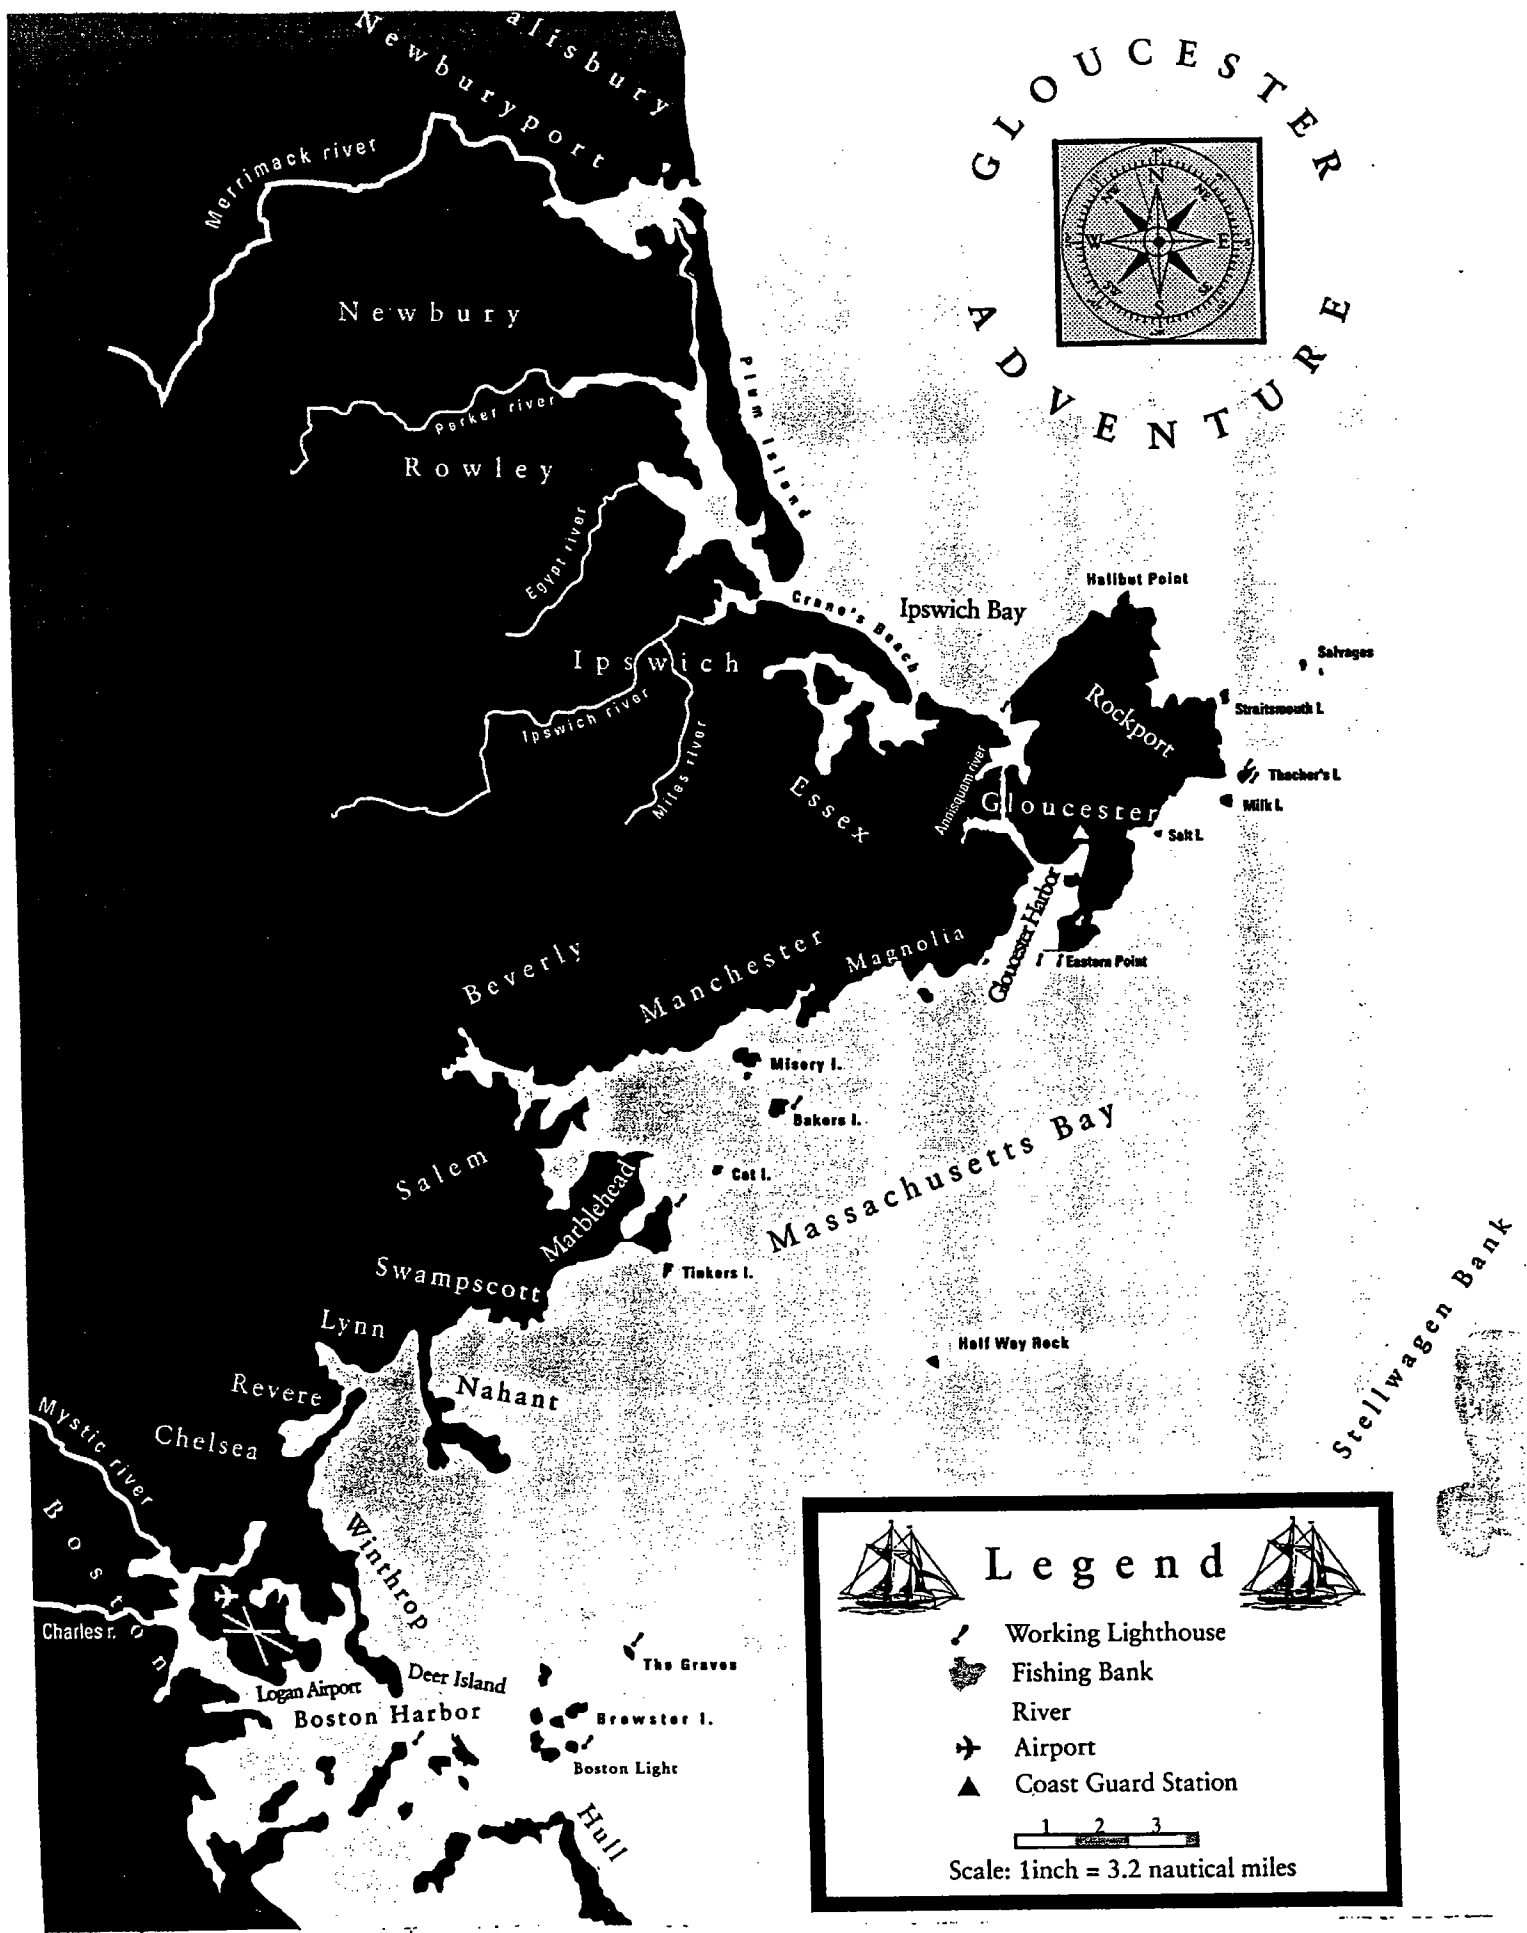 alisbury
Newburyport
GLOUCESTER
ADVENTURE
N
NE
E
SE
S
SW
W
NW
Merrimack river
Newbury
Plum Island
Parker river
Rowley
Egypt river
Halibut Point
Crane's Beach
Ipswich Bay
Ipswich
Salvages
Rockport
Straitsmouth I.
Ipswich river
Miles river
Annisquam river
Thacher's I.
Essex
Gloucester
Milk I.
Salt I.
Gloucester Harbor
Beverly
Manchester
Magnolia
Eastern Point
Misery I.
Bakers I.
Massachusetts Bay
Salem
Cat I.
Marblehead
Stellwagen Bank
Swampscott
Tinkers I.
Lynn
Half Way Rock
Revere
Nahant
Mystic river
Chelsea
Boston
Winthrop
Charles r.
The Graves
Deer Island
Logan Airport
Boston Harbor
Brewster I.
Boston Light
Hull
Legend
Working Lighthouse
Fishing Bank
River
Airport
Coast Guard Station
1 2 3
Scale: 1inch = 3.2 nautical miles